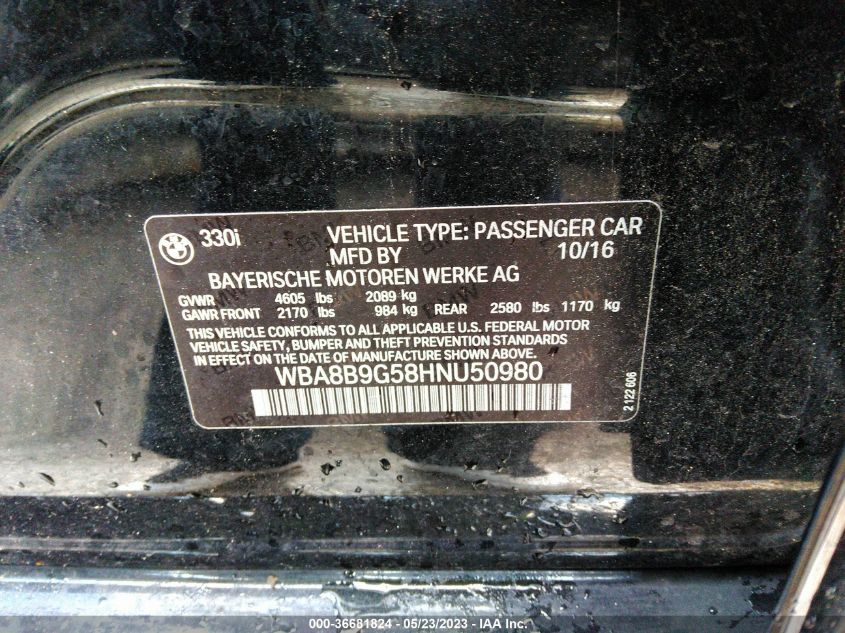 330i VEHICLE TYPE: PASSENGER CAR
MFD BY 10/16
BAYERISCHE MOTOREN WERKE AG
GVWR 4605 lbs 2089 kg
GAWR FRONT 2170 lbs 984 kg REAR 2580 lbs 1170 kg
THIS VEHICLE CONFORMS TO ALL APPLICABLE U.S. FEDERAL MOTOR
VEHICLE SAFETY, BUMPER AND THEFT PREVENTION STANDARDS
IN EFFECT ON THE DATE OF MANUFACTURE SHOWN ABOVE.
WBA8B9G58HNU50980
2 122 606
000-36681824 - 05/23/2023 - IAA Inc.